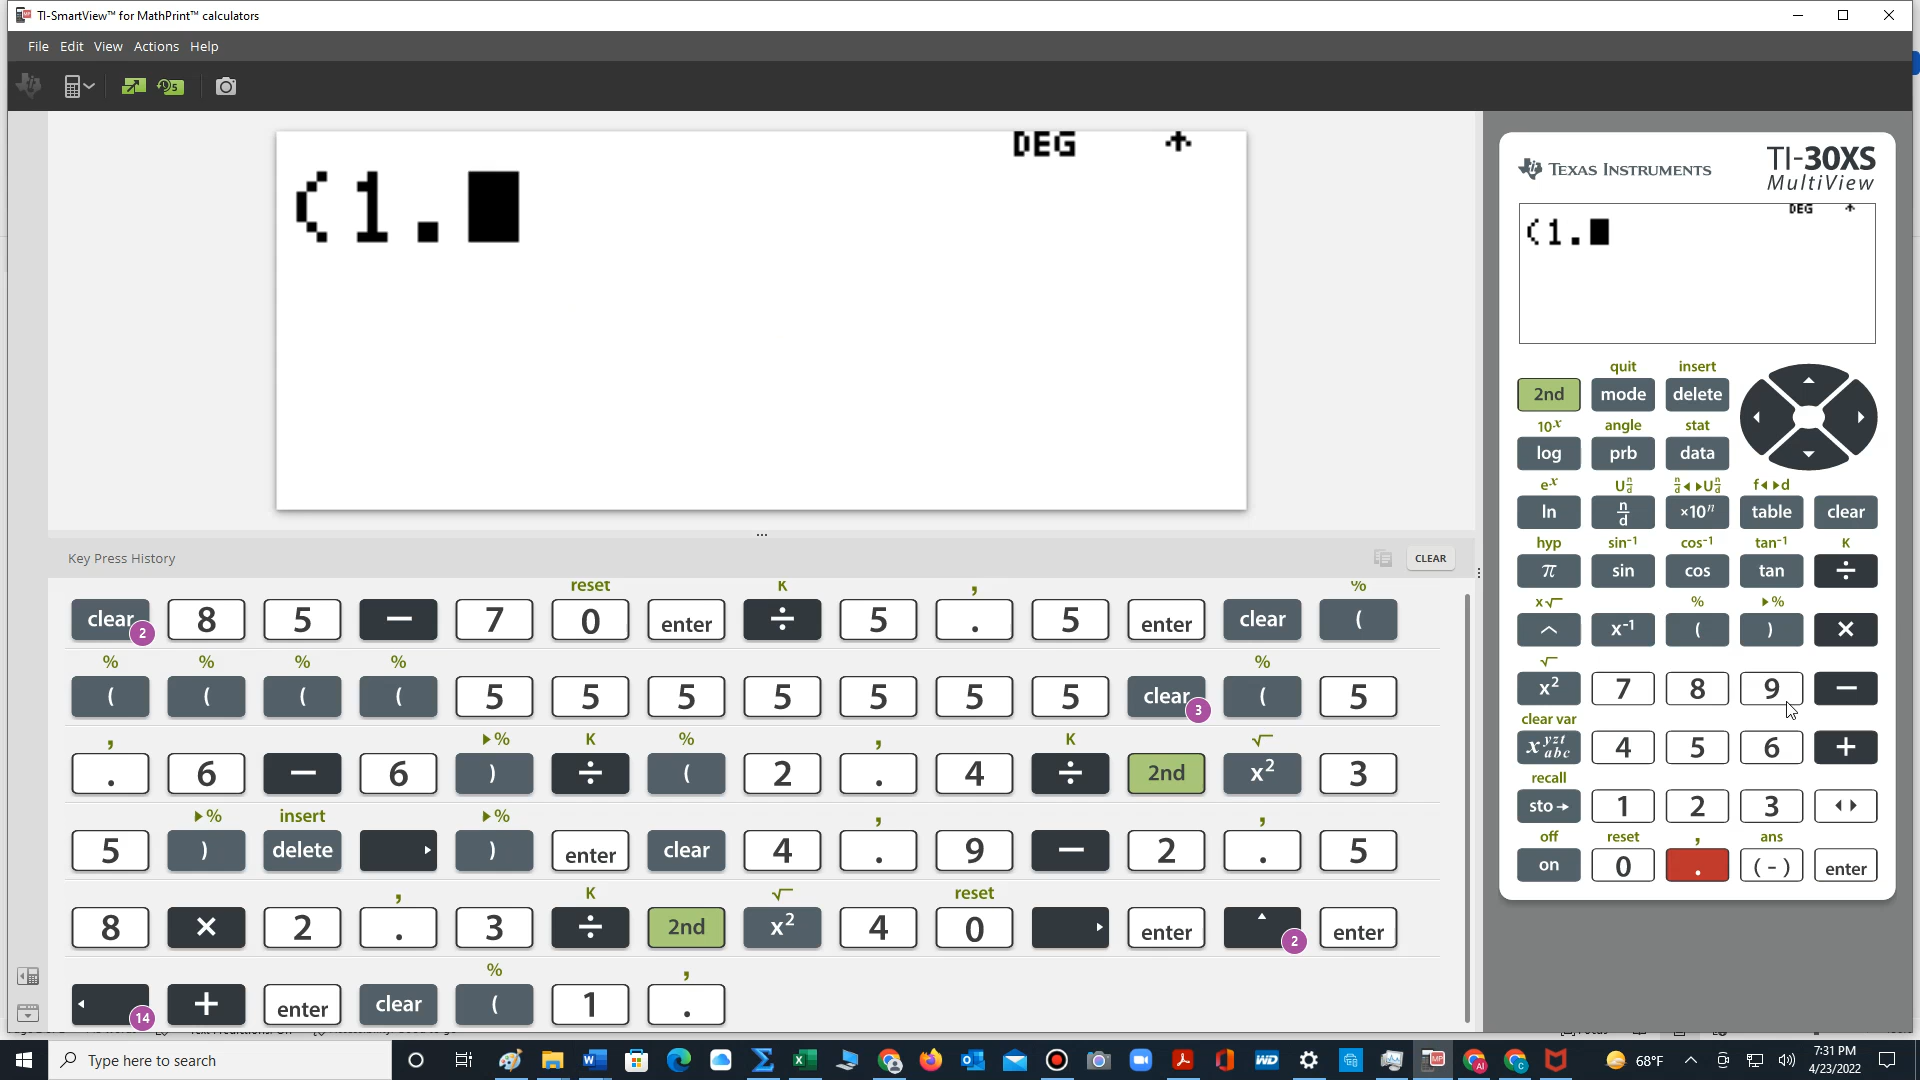 TI-SmartView™ for MathPrint™ calculators
File Edit View Actions Help
DEG
(1.
Key Press History
CLEAR
reset K , %
clear 2 8 5 − 7 0 enter ÷ 5 . 5 enter clear (
% % % % %
( ( ( ( 5 5 5 5 5 5 5 clear 3 ( 5
, ▶% K % , K √
. 6 − 6 ) ÷ ( 2 . 4 ÷ 2nd x² 3
▶% insert ▶% , ,
5 ) delete ▶ ) enter clear 4 . 9 − 2 . 5
, K √ reset
8 × 2 . 3 ÷ 2nd x² 4 0 ▶ enter ▲ 2 enter
% ,
◀ 14 + enter clear ( 1 .
TEXAS INSTRUMENTS
TI-30XS
MultiView
DEG
(1.
quit insert
2nd mode delete
10ˣ angle stat
log prb data
eˣ U n/d n/d ◀▶ U n/d f◀▶d
ln n/d ×10ⁿ table clear
hyp sin⁻¹ cos⁻¹ tan⁻¹ K
π sin cos tan ÷
ˣ√ % ▶%
^ x⁻¹ ( ) ×
√
x² 7 8 9 −
clear var
x yzt abc 4 5 6 +
recall
sto→ 1 2 3 ◀▶
off reset , ans
on 0 . (-) enter
Type here to search
68°F
7:31 PM
4/23/2022